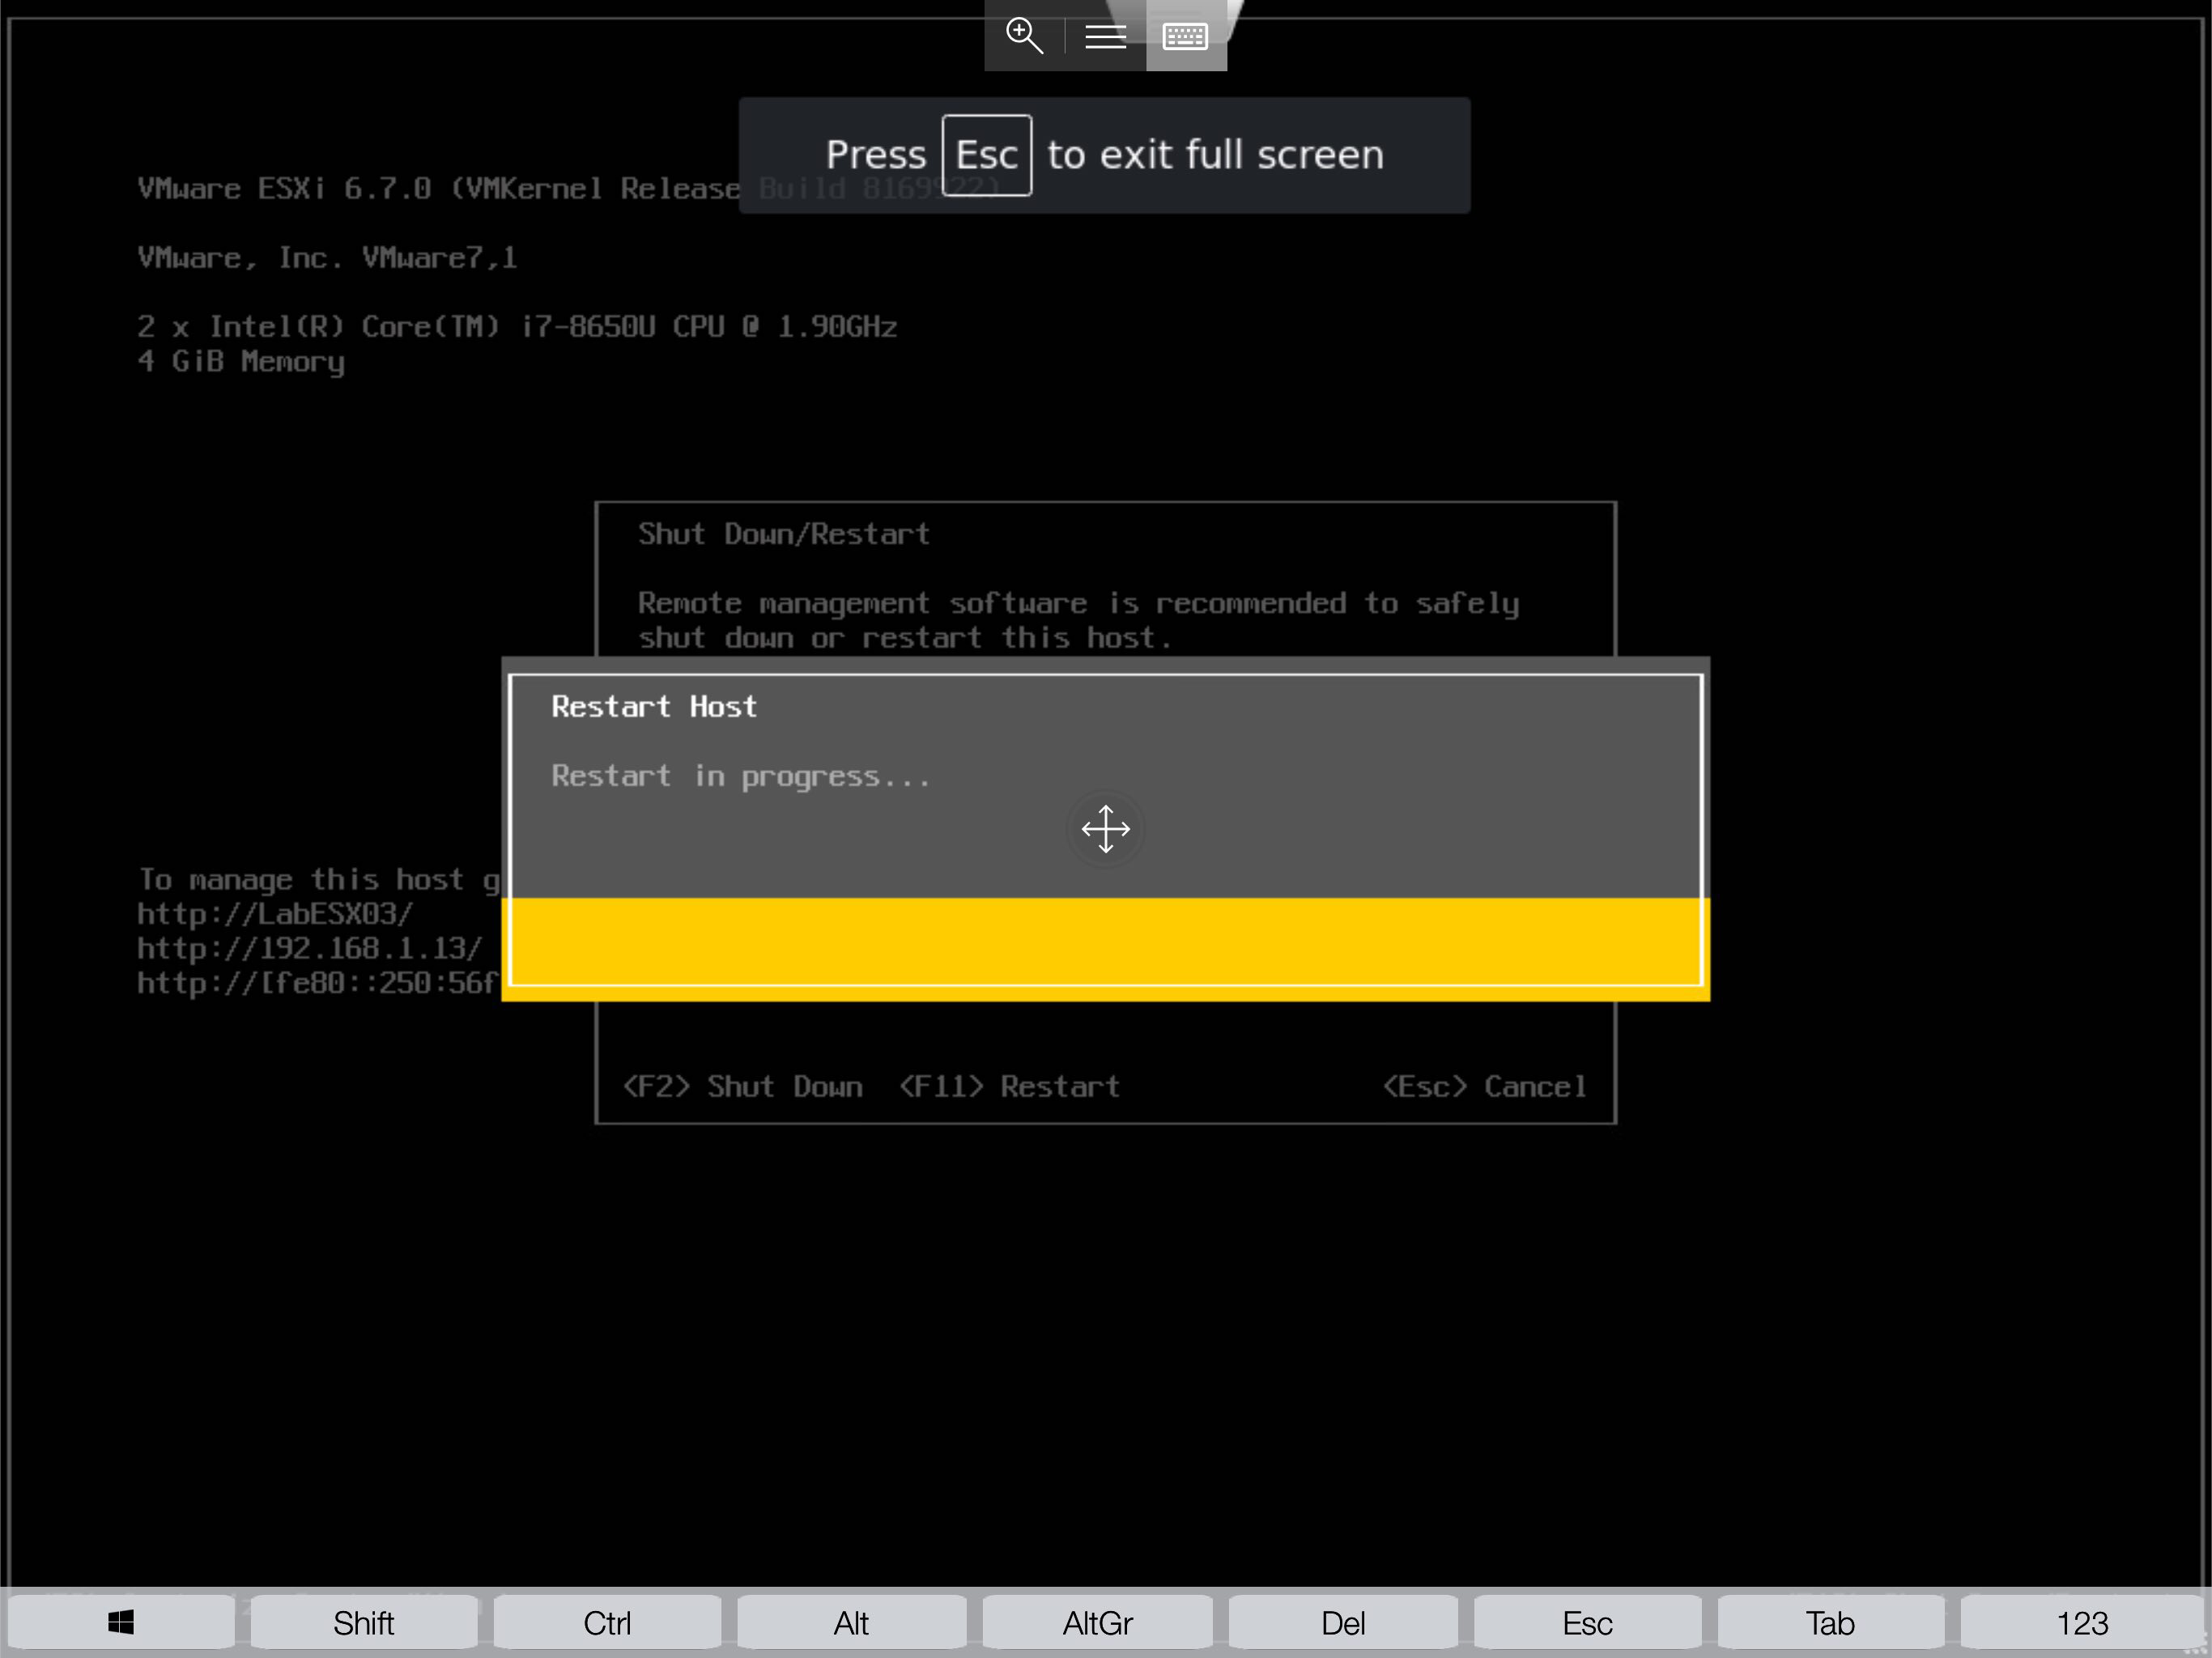 Press Esc to exit full screen
VMware ESXi 6.7.0 (VMKernel Release Build 8169922)
VMware, Inc. VMware7,1
2 x Intel(R) Core(TM) i7-8650U CPU @ 1.90GHz
4 GiB Memory
Shut Down/Restart
Remote management software is recommended to safely
shut down or restart this host.
Restart Host
Restart in progress...
To manage this host g
http://LabESX03/
http://192.168.1.13/
http://[fe80::250:56f
<F2> Shut Down <F11> Restart <Esc> Cancel
Shift Ctrl Alt AltGr Del Esc Tab 123